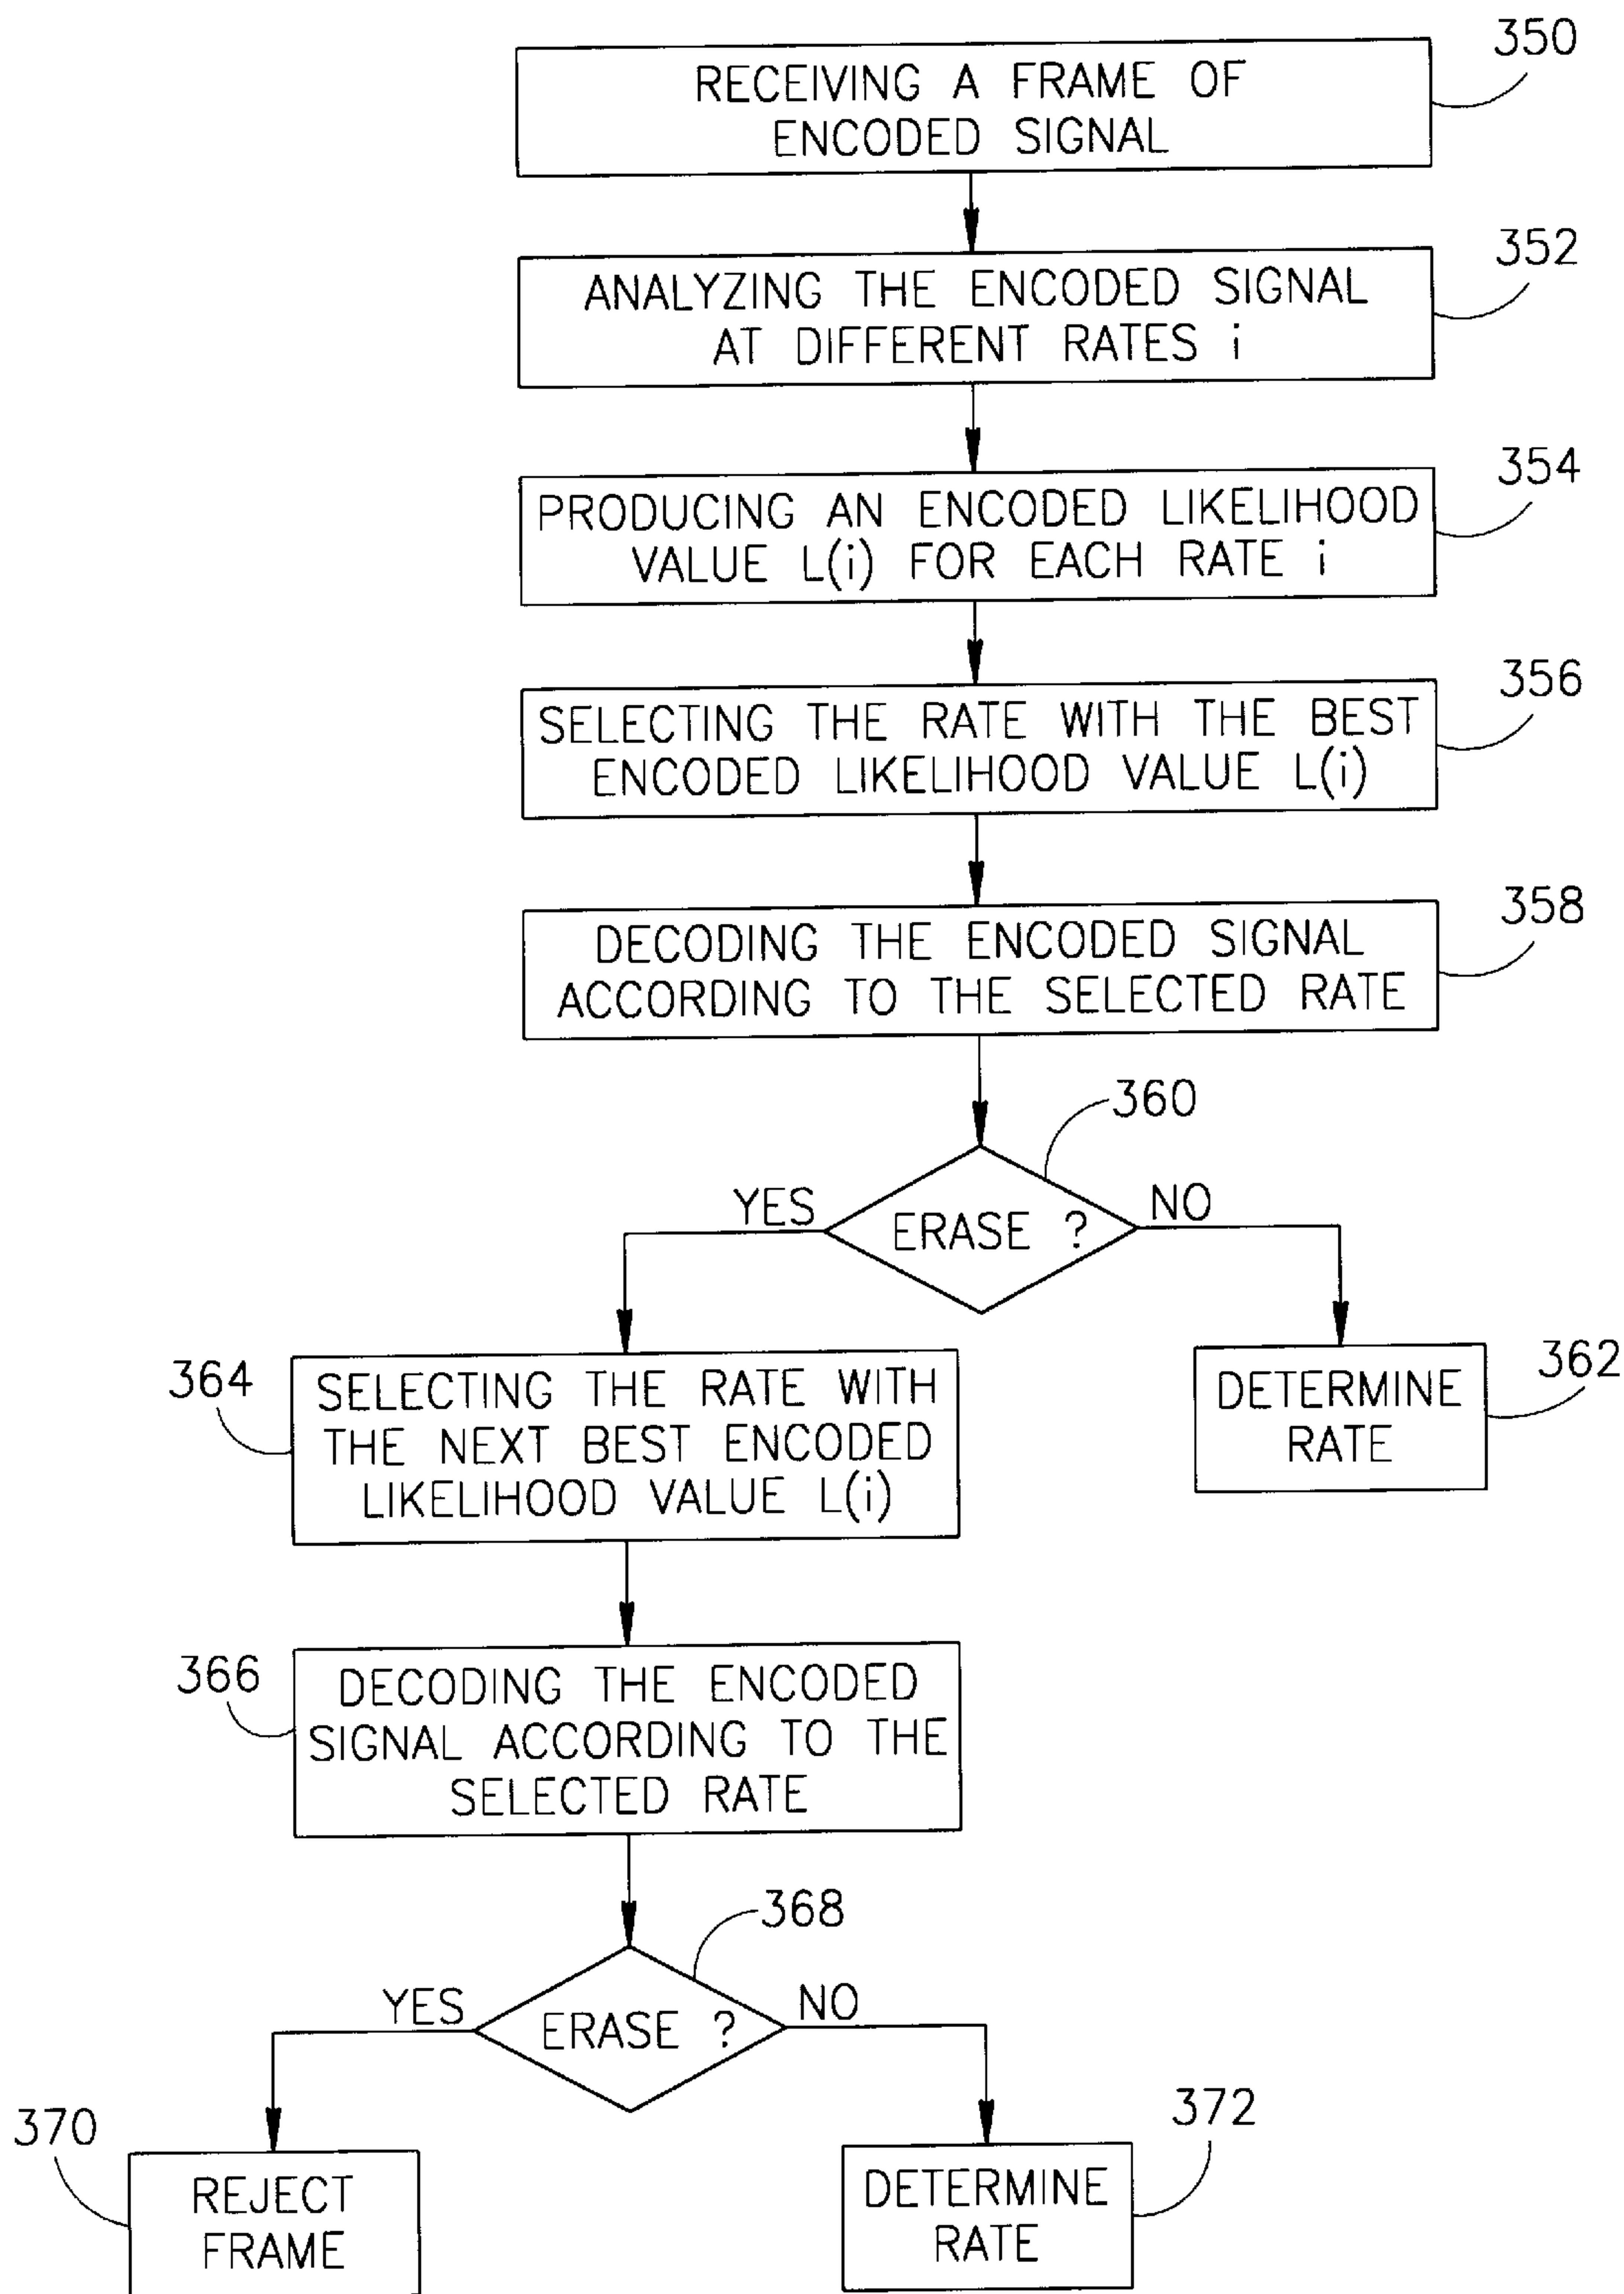 350
RECEIVING A FRAME OF
ENCODED SIGNAL
352
ANALYZING THE ENCODED SIGNAL
AT DIFFERENT RATES i
354
PRODUCING AN ENCODED LIKELIHOOD
VALUE L(i) FOR EACH RATE i
356
SELECTING THE RATE WITH THE BEST
ENCODED LIKELIHOOD VALUE L(i)
358
DECODING THE ENCODED SIGNAL
ACCORDING TO THE SELECTED RATE
360
YES
ERASE ?
NO
364
SELECTING THE RATE WITH
THE NEXT BEST ENCODED
LIKELIHOOD VALUE L(i)
362
DETERMINE
RATE
366
DECODING THE ENCODED
SIGNAL ACCORDING TO THE
SELECTED RATE
368
YES
ERASE ?
NO
370
REJECT
FRAME
372
DETERMINE
RATE